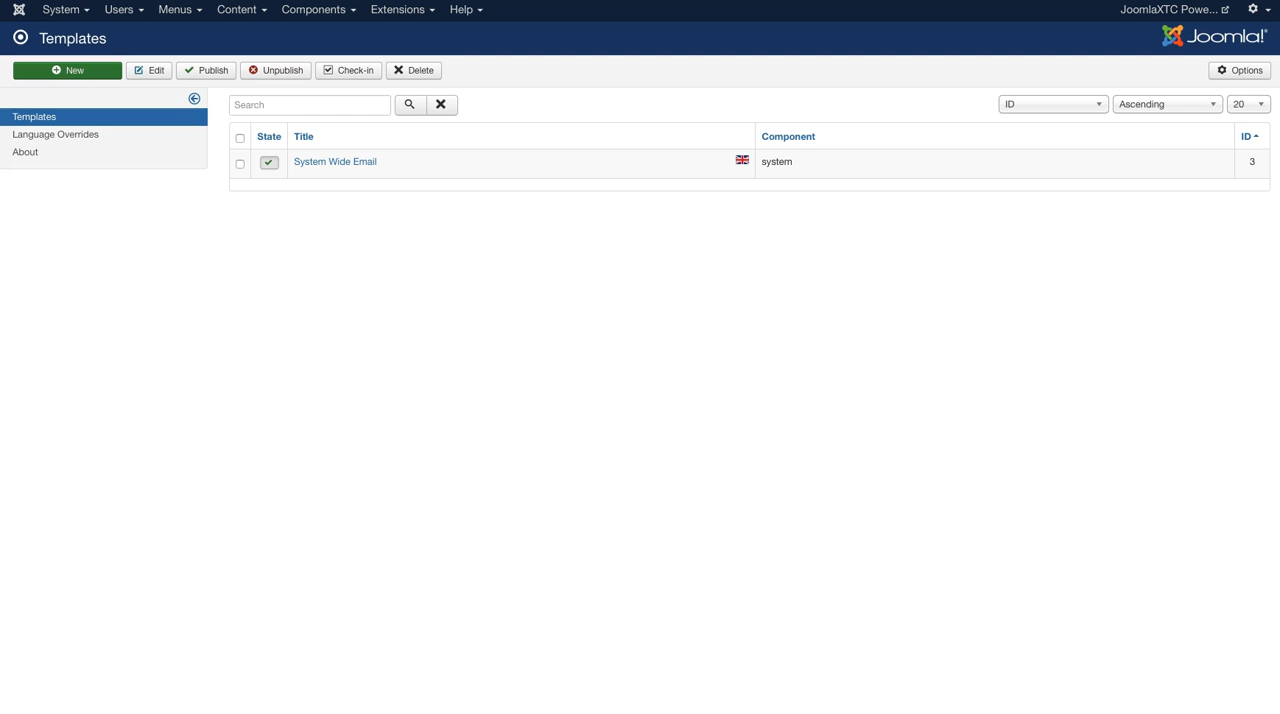 System Users Menus Content Components Extensions Help JoomlaXTC Powe...
Templates Joomla!®
New Edit Publish Unpublish Check-in Delete Options
Search ID Ascending 20
Templates
Language Overrides
About
State Title Component ID
System Wide Email system 3